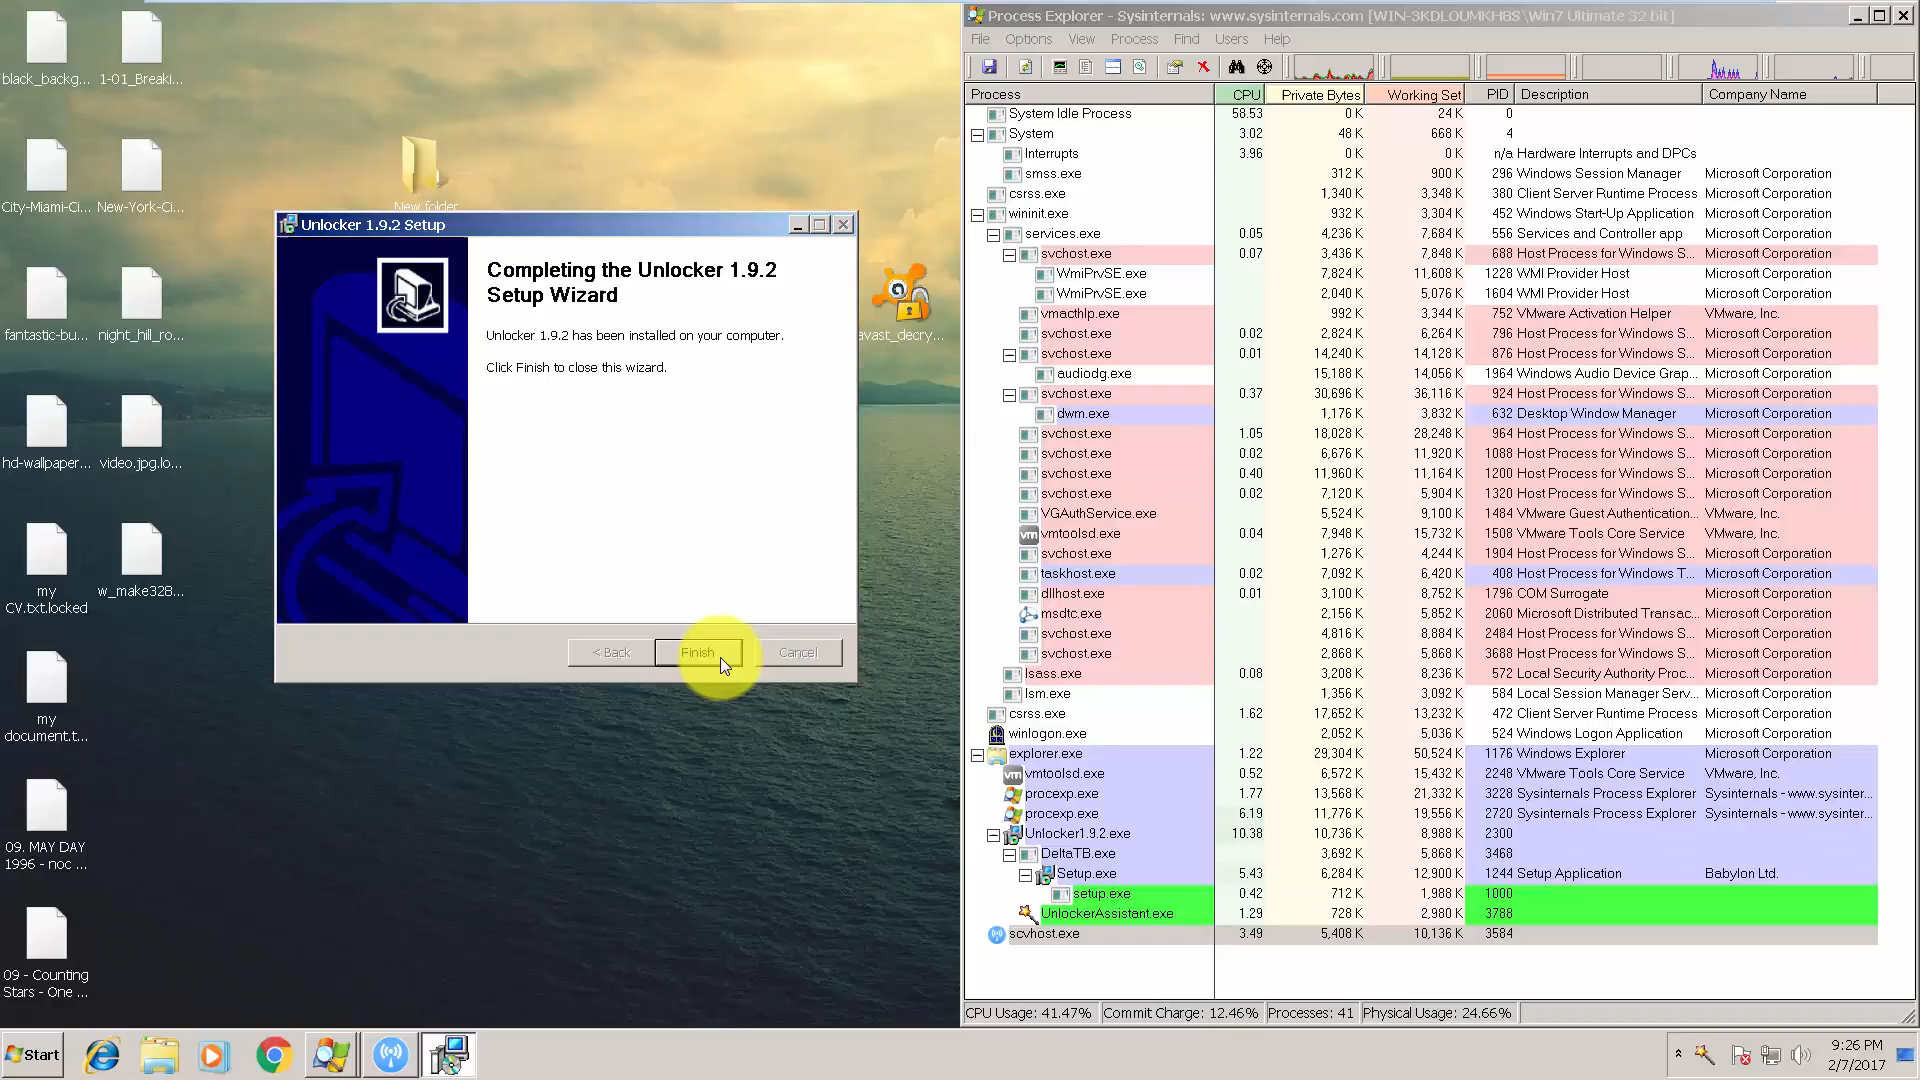 black_backg...
1-01_Breaki...
City-Miami-Ci...
New-York-Ci...
New folder
fantastic-bu...
night_hill_ro...
avast_decry...
hd-wallpaper...
video.jpg.lo...
my
CV.txt.locked
w_make328...
my
document.t...
09. MAY DAY
1996 - noc ...
09 - Counting
Stars - One ...
Unlocker 1.9.2 Setup
Completing the Unlocker 1.9.2
Setup Wizard
Unlocker 1.9.2 has been installed on your computer.
Click Finish to close this wizard.
< Back Finish Cancel
Process Explorer - Sysinternals: www.sysinternals.com [WIN-3KDLOUMKH8S\Win7 Ultimate 32 bit]
File Options View Process Find Users Help
Process CPU Private Bytes Working Set PID Description Company Name
System Idle Process 58.53 0 K 24 K 0
System 3.02 48 K 668 K 4
Interrupts 3.96 0 K 0 K n/a Hardware Interrupts and DPCs
smss.exe 312 K 900 K 296 Windows Session Manager Microsoft Corporation
csrss.exe 1,340 K 3,348 K 380 Client Server Runtime Process Microsoft Corporation
wininit.exe 932 K 3,304 K 452 Windows Start-Up Application Microsoft Corporation
services.exe 0.05 4,236 K 7,684 K 556 Services and Controller app Microsoft Corporation
svchost.exe 0.07 3,436 K 7,848 K 688 Host Process for Windows S... Microsoft Corporation
WmiPrvSE.exe 7,824 K 11,608 K 1228 WMI Provider Host Microsoft Corporation
WmiPrvSE.exe 2,040 K 5,076 K 1604 WMI Provider Host Microsoft Corporation
vmacthlp.exe 992 K 3,344 K 752 VMware Activation Helper VMware, Inc.
svchost.exe 0.02 2,824 K 6,264 K 796 Host Process for Windows S... Microsoft Corporation
svchost.exe 0.01 14,240 K 14,128 K 876 Host Process for Windows S... Microsoft Corporation
audiodg.exe 15,188 K 14,056 K 1964 Windows Audio Device Grap... Microsoft Corporation
svchost.exe 0.37 30,696 K 36,116 K 924 Host Process for Windows S... Microsoft Corporation
dwm.exe 1,176 K 3,832 K 632 Desktop Window Manager Microsoft Corporation
svchost.exe 1.05 18,028 K 28,248 K 964 Host Process for Windows S... Microsoft Corporation
svchost.exe 0.02 6,676 K 11,920 K 1088 Host Process for Windows S... Microsoft Corporation
svchost.exe 0.40 11,960 K 11,164 K 1200 Host Process for Windows S... Microsoft Corporation
svchost.exe 0.02 7,120 K 5,904 K 1320 Host Process for Windows S... Microsoft Corporation
VGAuthService.exe 5,524 K 9,100 K 1484 VMware Guest Authentication... VMware, Inc.
vmtoolsd.exe 0.04 7,948 K 15,732 K 1508 VMware Tools Core Service VMware, Inc.
svchost.exe 1,276 K 4,244 K 1904 Host Process for Windows S... Microsoft Corporation
taskhost.exe 0.02 7,092 K 6,420 K 408 Host Process for Windows T... Microsoft Corporation
dllhost.exe 0.01 3,100 K 8,752 K 1796 COM Surrogate Microsoft Corporation
msdtc.exe 2,156 K 5,852 K 2060 Microsoft Distributed Transac... Microsoft Corporation
svchost.exe 4,816 K 8,884 K 2484 Host Process for Windows S... Microsoft Corporation
svchost.exe 2,868 K 5,868 K 3688 Host Process for Windows S... Microsoft Corporation
lsass.exe 0.08 3,208 K 8,236 K 572 Local Security Authority Proc... Microsoft Corporation
lsm.exe 1,356 K 3,092 K 584 Local Session Manager Serv... Microsoft Corporation
csrss.exe 1.62 17,652 K 13,232 K 472 Client Server Runtime Process Microsoft Corporation
winlogon.exe 2,052 K 5,036 K 524 Windows Logon Application Microsoft Corporation
explorer.exe 1.22 29,304 K 50,524 K 1176 Windows Explorer Microsoft Corporation
vmtoolsd.exe 0.52 6,572 K 15,432 K 2248 VMware Tools Core Service VMware, Inc.
procexp.exe 1.77 13,568 K 21,332 K 3228 Sysinternals Process Explorer Sysinternals - www.sysinter...
procexp.exe 6.19 11,776 K 19,556 K 2720 Sysinternals Process Explorer Sysinternals - www.sysinter...
Unlocker1.9.2.exe 10.38 10,736 K 8,988 K 2300
DeltaTB.exe 3,692 K 5,868 K 3468
Setup.exe 5.43 6,284 K 12,900 K 1244 Setup Application Babylon Ltd.
setup.exe 0.42 712 K 1,988 K 1000
UnlockerAssistant.exe 1.29 728 K 2,980 K 3788
scvhost.exe 3.49 5,408 K 10,136 K 3584
CPU Usage: 41.47% Commit Charge: 12.46% Processes: 41 Physical Usage: 24.66%
Start
9:26 PM
2/7/2017